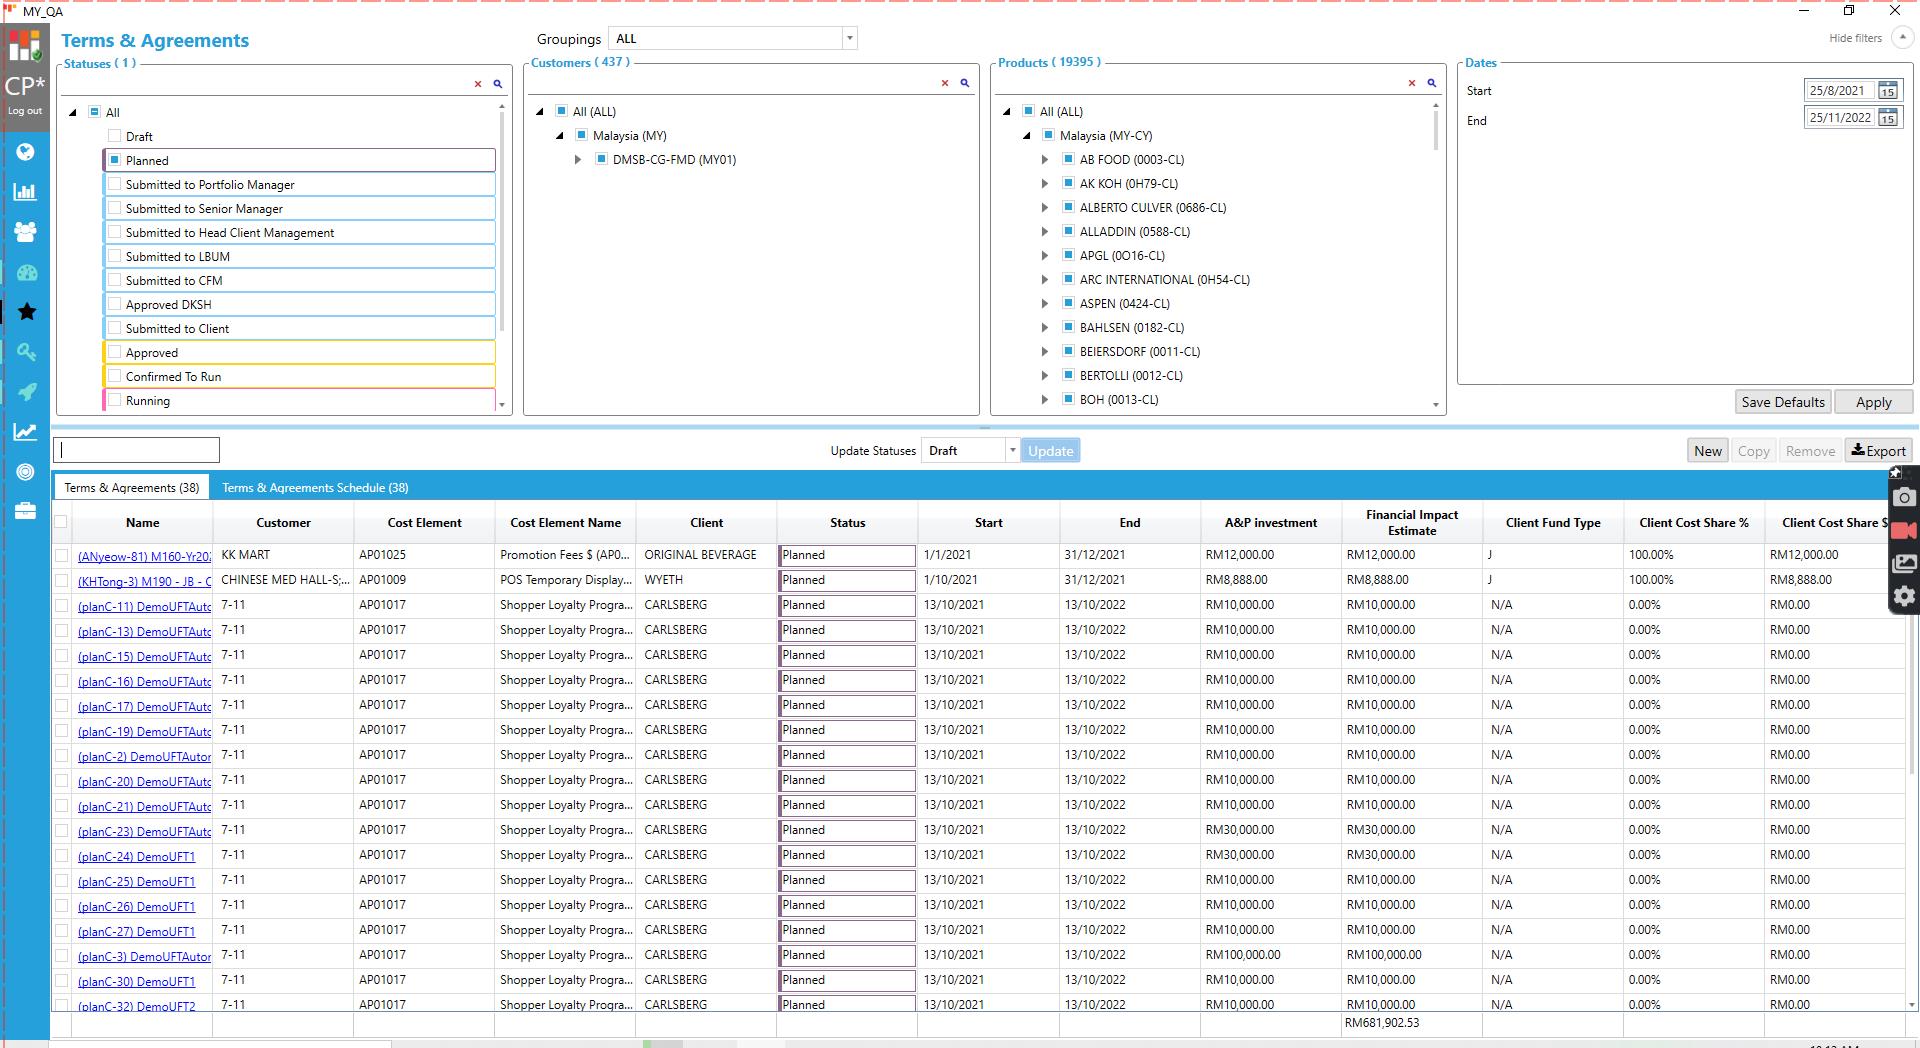 MY_QA
CP*
Log out
Terms & Agreements
Groupings ALL
Hide filters
Statuses ( 1 )
All
Draft
Planned
Submitted to Portfolio Manager
Submitted to Senior Manager
Submitted to Head Client Management
Submitted to LBUM
Submitted to CFM
Approved DKSH
Submitted to Client
Approved
Confirmed To Run
Running
Customers ( 437 )
All (ALL)
Malaysia (MY)
DMSB-CG-FMD (MY01)
Products ( 19395 )
All (ALL)
Malaysia (MY-CY)
AB FOOD (0003-CL)
AK KOH (0H79-CL)
ALBERTO CULVER (0686-CL)
ALLADDIN (0588-CL)
APGL (0O16-CL)
ARC INTERNATIONAL (0H54-CL)
ASPEN (0424-CL)
BAHLSEN (0182-CL)
BEIERSDORF (0011-CL)
BERTOLLI (0012-CL)
BOH (0013-CL)
Dates
Start 25/8/2021 15
End 25/11/2022 15
Save Defaults Apply
Update Statuses Draft Update New Copy Remove Export
Terms & Agreements (38) Terms & Agreements Schedule (38)
Name Customer Cost Element Cost Element Name Client Status Start End A&P investment Financial Impact Estimate Client Fund Type Client Cost Share % Client Cost Share $
(ANyeow-81) M160-Yr20 KK MART AP01025 Promotion Fees $ (AP0... ORIGINAL BEVERAGE Planned 1/1/2021 31/12/2021 RM12,000.00 RM12,000.00 J 100.00% RM12,000.00
(KHTong-3) M190 - JB - C CHINESE MED HALL-S;... AP01009 POS Temporary Display... WYETH Planned 1/10/2021 31/12/2021 RM8,888.00 RM8,888.00 J 100.00% RM8,888.00
(planC-11) DemoUFTAuto 7-11 AP01017 Shopper Loyalty Progra... CARLSBERG Planned 13/10/2021 13/10/2022 RM10,000.00 RM10,000.00 N/A 0.00% RM0.00
(planC-13) DemoUFTAuto 7-11 AP01017 Shopper Loyalty Progra... CARLSBERG Planned 13/10/2021 13/10/2022 RM10,000.00 RM10,000.00 N/A 0.00% RM0.00
(planC-15) DemoUFTAuto 7-11 AP01017 Shopper Loyalty Progra... CARLSBERG Planned 13/10/2021 13/10/2022 RM10,000.00 RM10,000.00 N/A 0.00% RM0.00
(planC-16) DemoUFTAuto 7-11 AP01017 Shopper Loyalty Progra... CARLSBERG Planned 13/10/2021 13/10/2022 RM10,000.00 RM10,000.00 N/A 0.00% RM0.00
(planC-17) DemoUFTAuto 7-11 AP01017 Shopper Loyalty Progra... CARLSBERG Planned 13/10/2021 13/10/2022 RM10,000.00 RM10,000.00 N/A 0.00% RM0.00
(planC-19) DemoUFTAuto 7-11 AP01017 Shopper Loyalty Progra... CARLSBERG Planned 13/10/2021 13/10/2022 RM10,000.00 RM10,000.00 N/A 0.00% RM0.00
(planC-2) DemoUFTAutor 7-11 AP01017 Shopper Loyalty Progra... CARLSBERG Planned 13/10/2021 13/10/2022 RM10,000.00 RM10,000.00 N/A 0.00% RM0.00
(planC-20) DemoUFTAuto 7-11 AP01017 Shopper Loyalty Progra... CARLSBERG Planned 13/10/2021 13/10/2022 RM10,000.00 RM10,000.00 N/A 0.00% RM0.00
(planC-21) DemoUFTAuto 7-11 AP01017 Shopper Loyalty Progra... CARLSBERG Planned 13/10/2021 13/10/2022 RM10,000.00 RM10,000.00 N/A 0.00% RM0.00
(planC-23) DemoUFTAuto 7-11 AP01017 Shopper Loyalty Progra... CARLSBERG Planned 13/10/2021 13/10/2022 RM30,000.00 RM30,000.00 N/A 0.00% RM0.00
(planC-24) DemoUFT1 7-11 AP01017 Shopper Loyalty Progra... CARLSBERG Planned 13/10/2021 13/10/2022 RM30,000.00 RM30,000.00 N/A 0.00% RM0.00
(planC-25) DemoUFT1 7-11 AP01017 Shopper Loyalty Progra... CARLSBERG Planned 13/10/2021 13/10/2022 RM10,000.00 RM10,000.00 N/A 0.00% RM0.00
(planC-26) DemoUFT1 7-11 AP01017 Shopper Loyalty Progra... CARLSBERG Planned 13/10/2021 13/10/2022 RM10,000.00 RM10,000.00 N/A 0.00% RM0.00
(planC-27) DemoUFT1 7-11 AP01017 Shopper Loyalty Progra... CARLSBERG Planned 13/10/2021 13/10/2022 RM10,000.00 RM10,000.00 N/A 0.00% RM0.00
(planC-3) DemoUFTAutor 7-11 AP01017 Shopper Loyalty Progra... CARLSBERG Planned 13/10/2021 13/10/2022 RM100,000.00 RM100,000.00 N/A 0.00% RM0.00
(planC-30) DemoUFT1 7-11 AP01017 Shopper Loyalty Progra... CARLSBERG Planned 13/10/2021 13/10/2022 RM10,000.00 RM10,000.00 N/A 0.00% RM0.00
(planC-32) DemoUFT2 7-11 AP01017 Shopper Loyalty Progra... CARLSBERG Planned 13/10/2021 13/10/2022 RM10,000.00 RM10,000.00 N/A 0.00% RM0.00
RM681,902.53